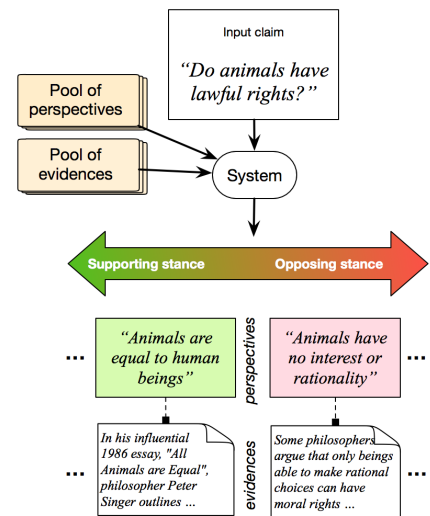 Input claim
“Do animals have
lawful rights?”
Pool of
perspectives
Pool of
evidences
System
Supporting stance
Opposing stance
...
“Animals are
equal to human
beings”
perspectives
“Animals have
no interest or
rationality”
...
...
In his influential
1986 essay, "All
Animals are Equal",
philosopher Peter
Singer outlines ...
evidences
Some philosophers
argue that only beings
able to make rational
choices can have
moral rights ...
...